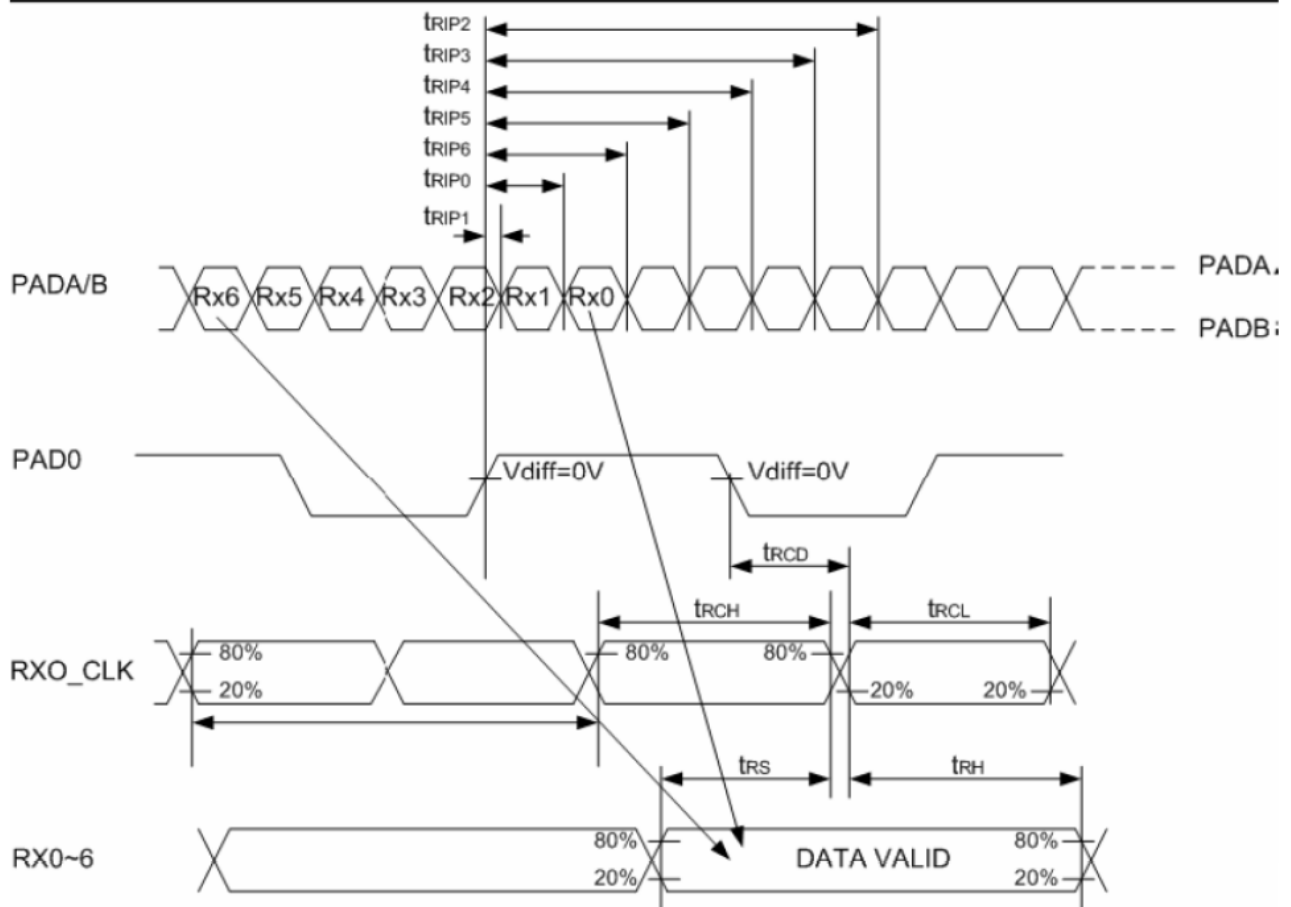 tRIP2
tRIP3
tRIP4
tRIP5
tRIP6
tRIP0
tRIP1
PADA/B Rx6 Rx5 Rx4 Rx3 Rx2 Rx1 Rx0 PADA
PADB
PAD0 Vdiff=0V Vdiff=0V
tRCD
tRCH tRCL
RXO_CLK 80% 80% 80%
20% 20% 20%
tRS tRH
RX0~6 80% DATA VALID 80%
20% 20%